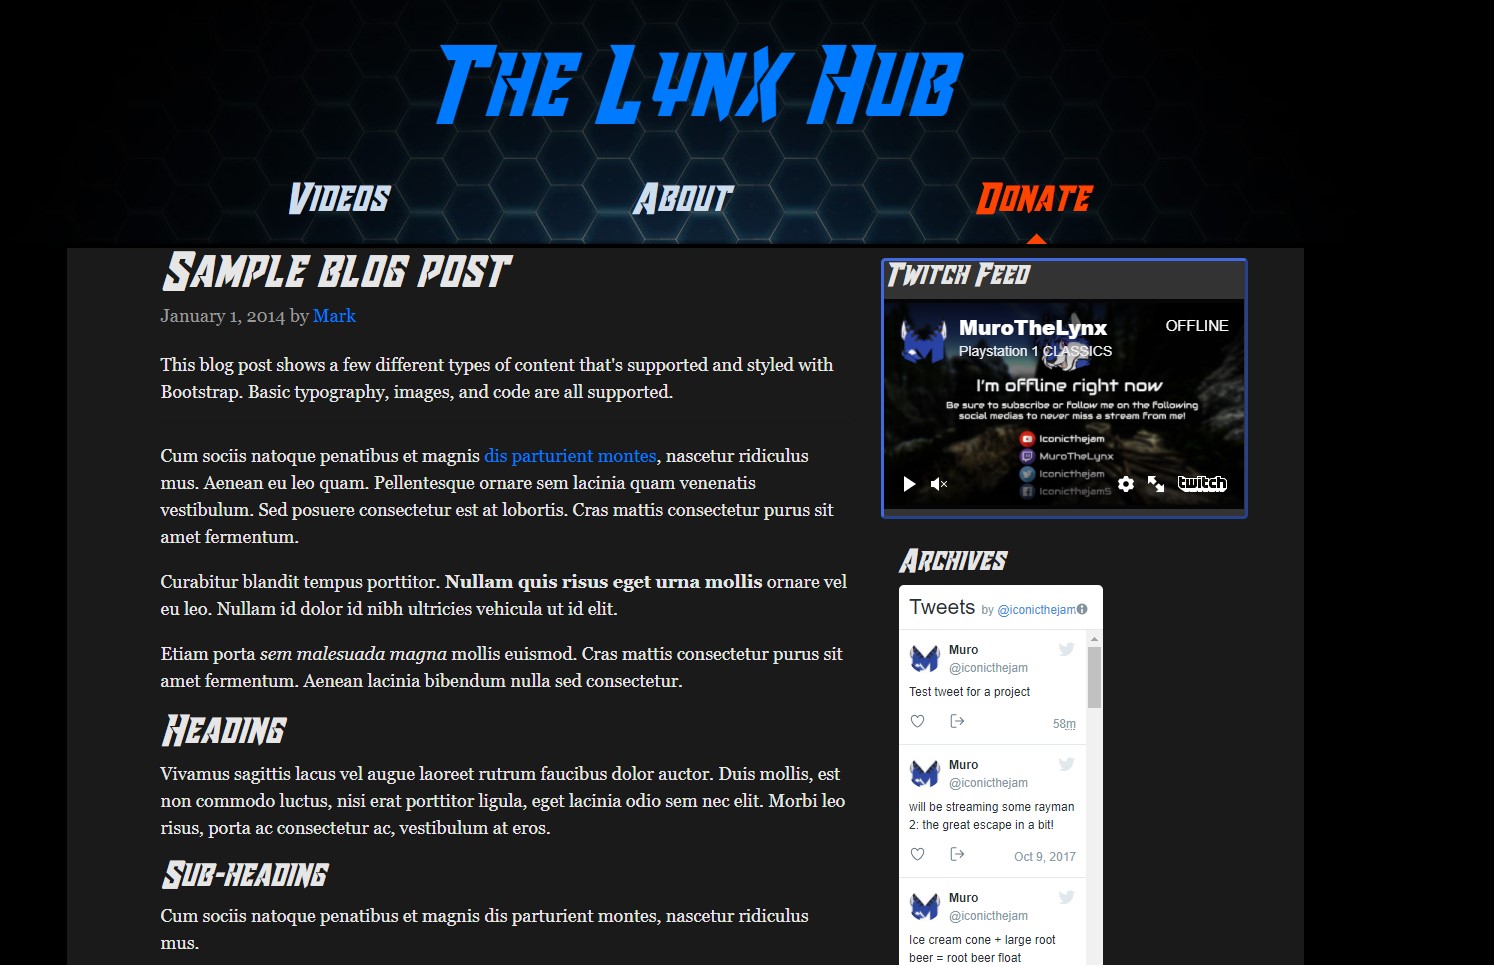 The Lynx Hub
Videos
About
Donate
Sample blog post
January 1, 2014 by Mark
This blog post shows a few different types of content that's supported and styled with
Bootstrap. Basic typography, images, and code are all supported.
Cum sociis natoque penatibus et magnis dis parturient montes, nascetur ridiculus
mus. Aenean eu leo quam. Pellentesque ornare sem lacinia quam venenatis
vestibulum. Sed posuere consectetur est at lobortis. Cras mattis consectetur purus sit
amet fermentum.
Curabitur blandit tempus porttitor. Nullam quis risus eget urna mollis ornare vel
eu leo. Nullam id dolor id nibh ultricies vehicula ut id elit.
Etiam porta sem malesuada magna mollis euismod. Cras mattis consectetur purus sit
amet fermentum. Aenean lacinia bibendum nulla sed consectetur.
Heading
Vivamus sagittis lacus vel augue laoreet rutrum faucibus dolor auctor. Duis mollis, est
non commodo luctus, nisi erat porttitor ligula, eget lacinia odio sem nec elit. Morbi leo
risus, porta ac consectetur ac, vestibulum at eros.
Sub-heading
Cum sociis natoque penatibus et magnis dis parturient montes, nascetur ridiculus
mus.
Twitch Feed
MuroTheLynx
OFFLINE
Playstation 1 CLASSICS
I'm offline right now
Be sure to subscribe or follow me on the following
social medias to never miss a stream from me!
Iconicthejam
MuroTheLynx
Iconicthejam
IconicthejamS
twitch
Archives
Tweets by @iconicthejam
Muro
@iconicthejam
Test tweet for a project
58m
Muro
@iconicthejam
will be streaming some rayman
2: the great escape in a bit!
Oct 9, 2017
Muro
@iconicthejam
Ice cream cone + large root
beer = root beer float